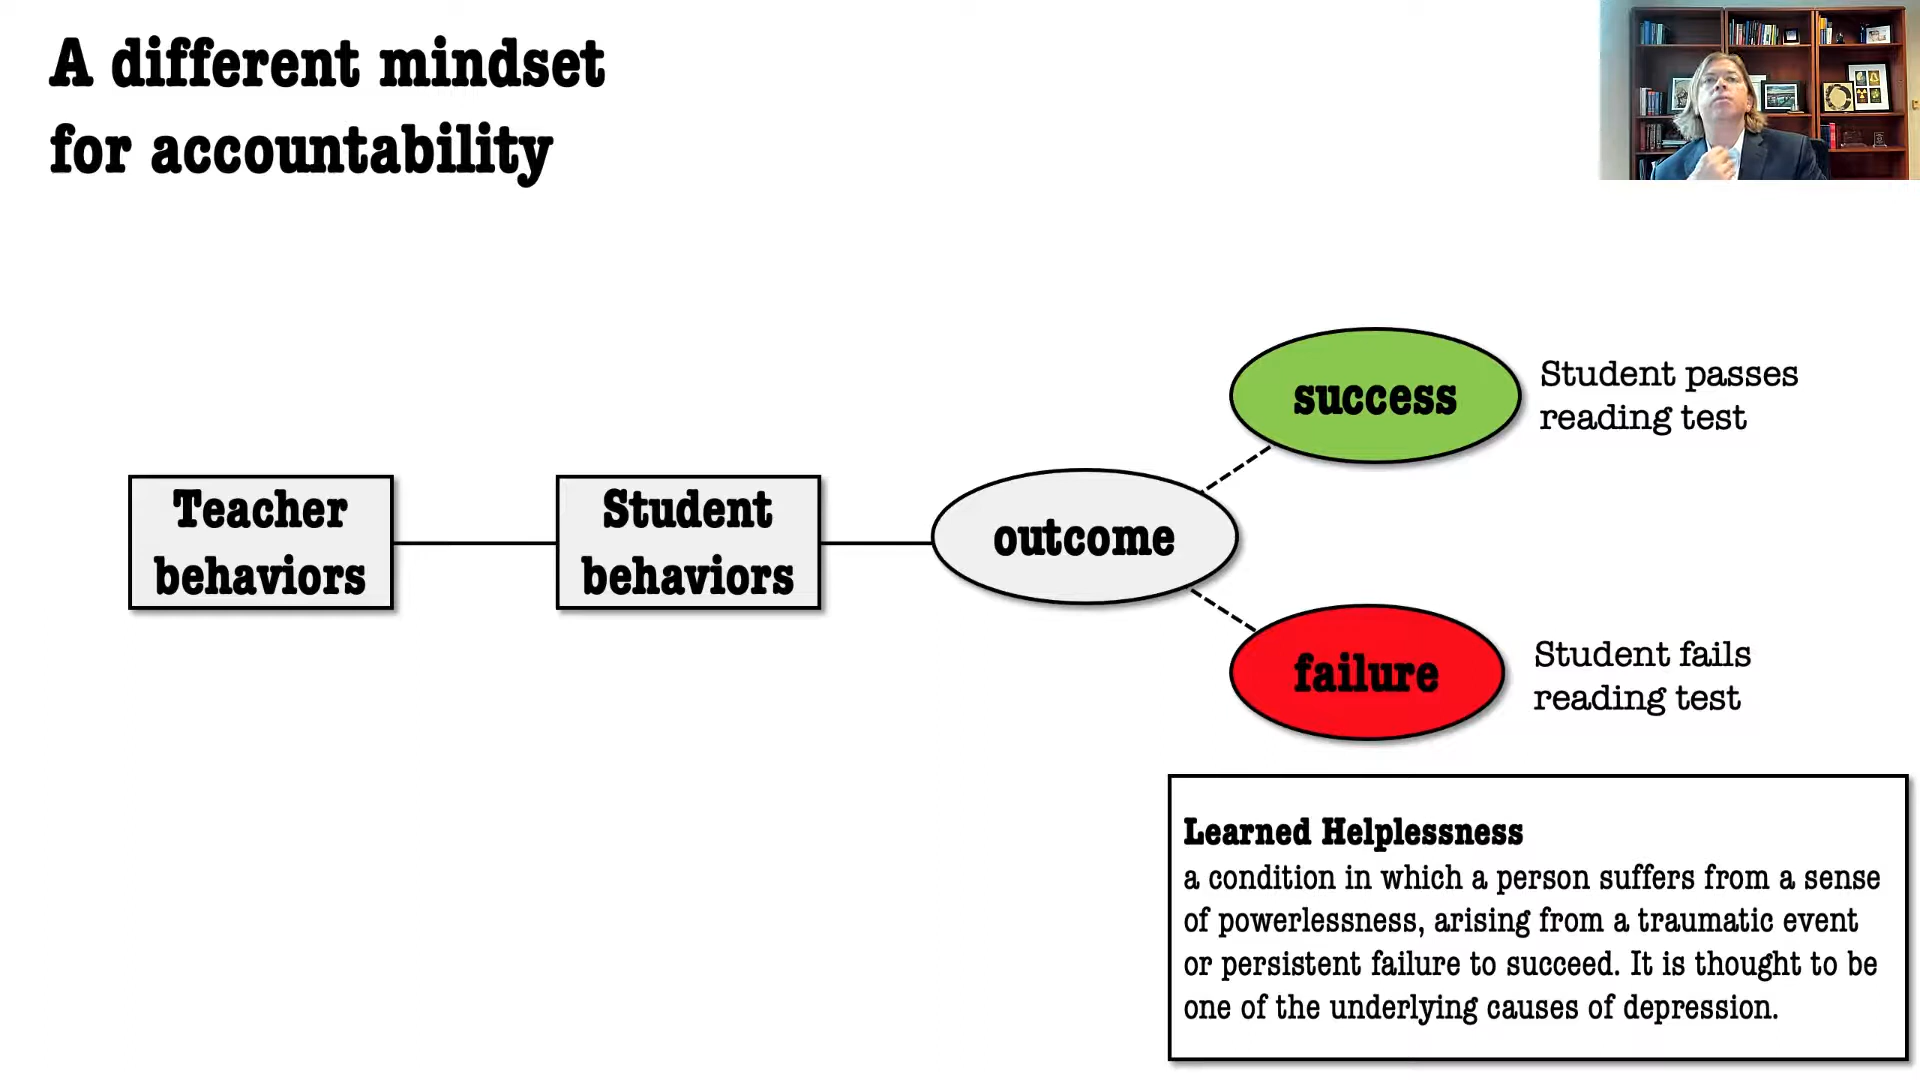 A different mindset
for accountability
success
Student passes
reading test
Teacher
behaviors
Student
behaviors
outcome
failure
Student fails
reading test
Learned Helplessness
a condition in which a person suffers from a sense
of powerlessness, arising from a traumatic event
or persistent failure to succeed. It is thought to be
one of the underlying causes of depression.